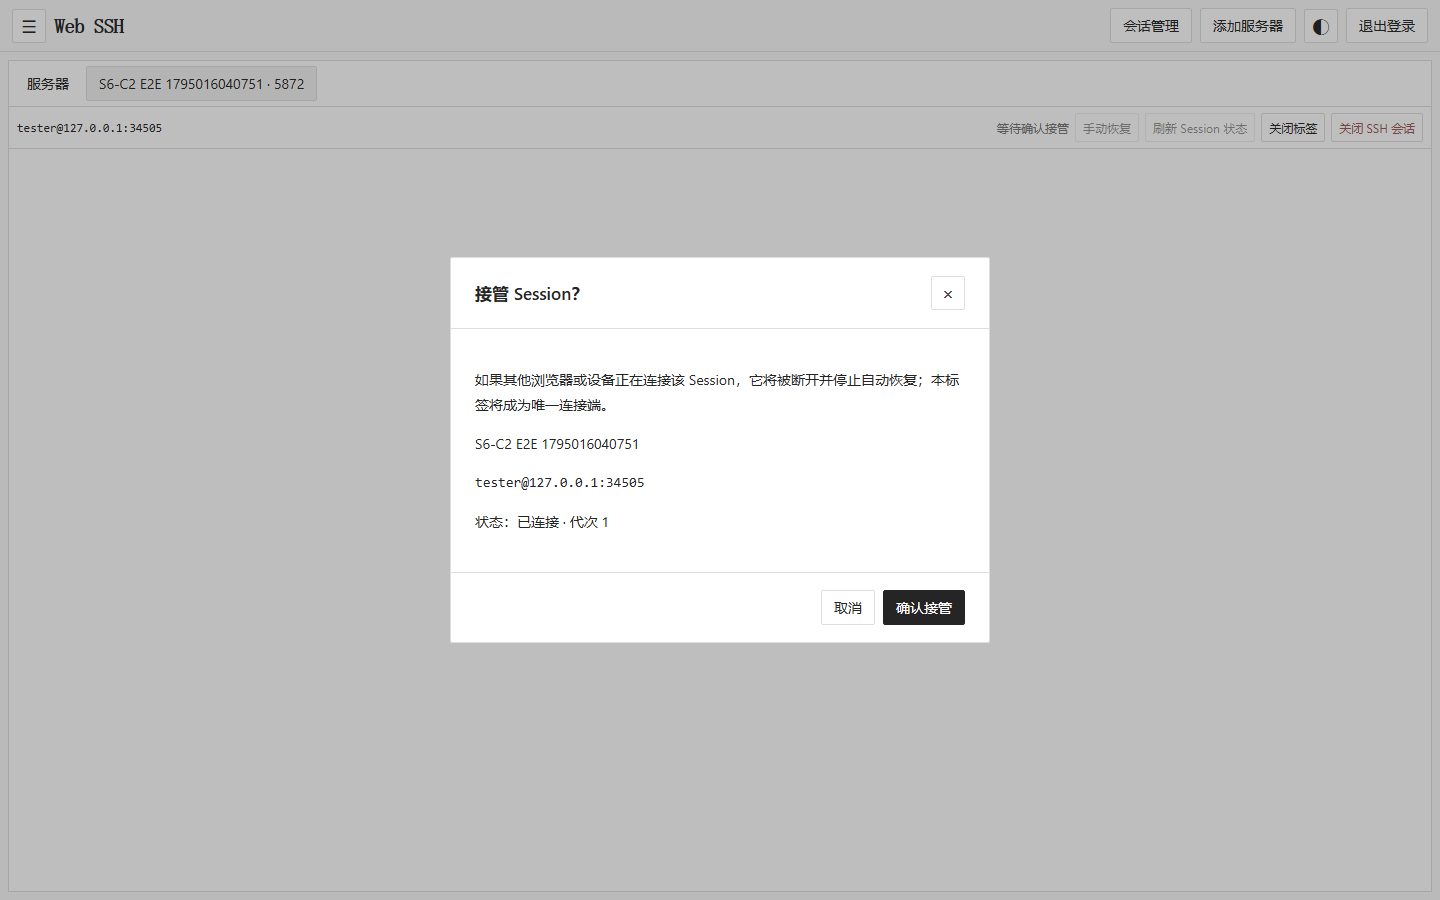 ☰ Web SSH
会话管理 添加服务器 退出登录
服务器 S6-C2 E2E 1795016040751 · 5872
tester@127.0.0.1:34505 等待确认接管 手动恢复 刷新 Session 状态 关闭标签 关闭 SSH 会话
接管 Session? ×
如果其他浏览器或设备正在连接该 Session，它将被断开并停止自动恢复；本标
签将成为唯一连接端。
S6-C2 E2E 1795016040751
tester@127.0.0.1:34505
状态：已连接 · 代次 1
取消 确认接管